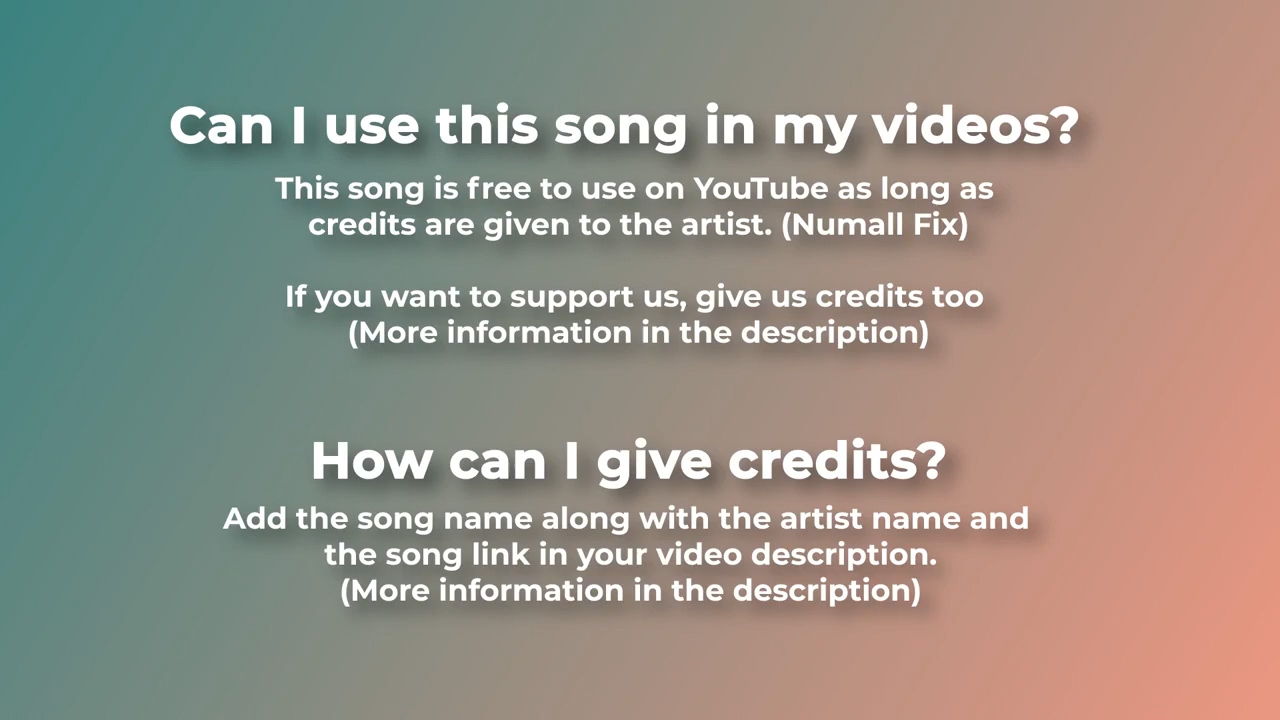 Can I use this song in my videos?
This song is free to use on YouTube as long as
credits are given to the artist. (Numall Fix)
If you want to support us, give us credits too
(More information in the description)
How can I give credits?
Add the song name along with the artist name and
the song link in your video description.
(More information in the description)